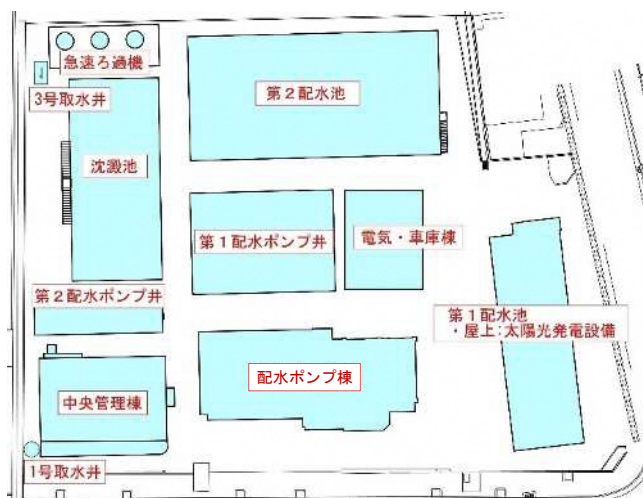 急速ろ過機
3号取水井
第2配水池
沈澱池
第1配水ポンプ井
電気・車庫棟
第2配水ポンプ井
第1配水池
・屋上:太陽光発電設備
配水ポンプ棟
中央管理棟
1号取水井